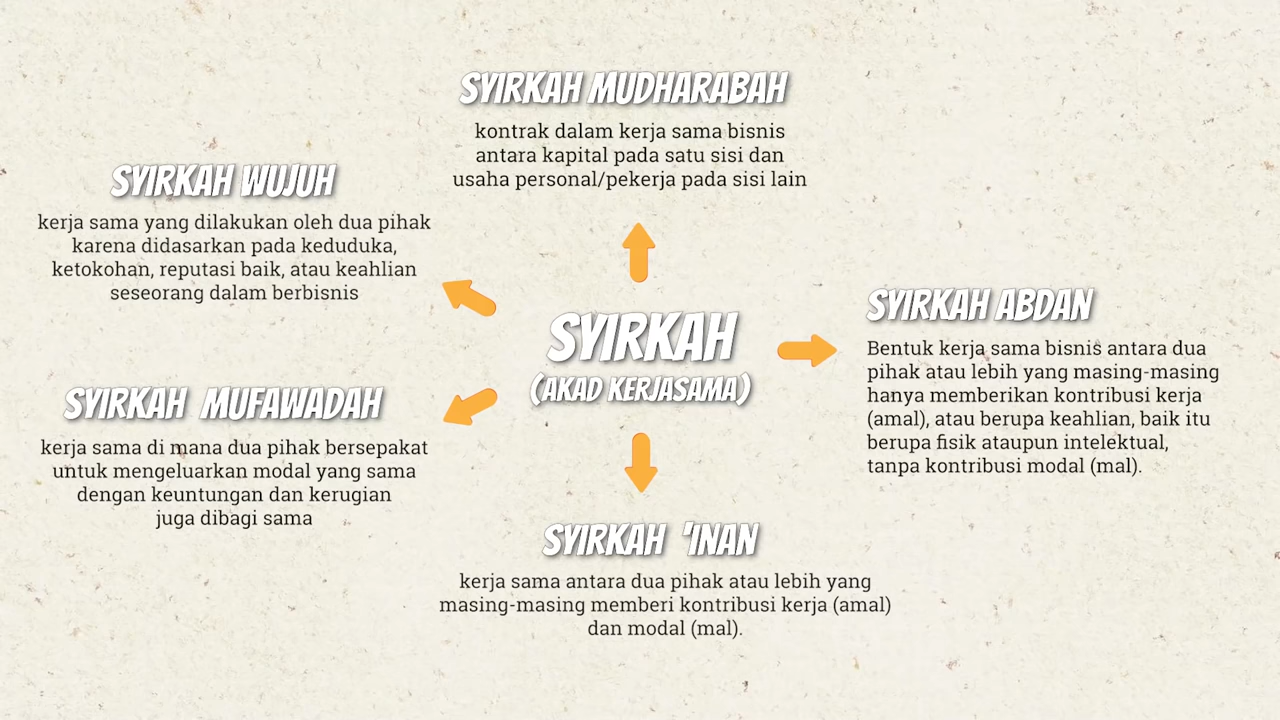 SYIRKAH MUDHARABAH
kontrak dalam kerja sama bisnis
antara kapital pada satu sisi dan
usaha personal/pekerja pada sisi lain
SYIRKAH WUJUH
kerja sama yang dilakukan oleh dua pihak
karena didasarkan pada keduduka,
ketokohan, reputasi baik, atau keahlian
seseorang dalam berbisnis
SYIRKAH
(AKAD KERJASAMA)
SYIRKAH ABDAN
Bentuk kerja sama bisnis antara dua
pihak atau lebih yang masing-masing
hanya memberikan kontribusi kerja
(amal), atau berupa keahlian, baik itu
berupa fisik ataupun intelektual,
tanpa kontribusi modal (mal).
SYIRKAH MUFAWADAH
kerja sama di mana dua pihak bersepakat
untuk mengeluarkan modal yang sama
dengan keuntungan dan kerugian
juga dibagi sama
SYIRKAH 'INAN
kerja sama antara dua pihak atau lebih yang
masing-masing memberi kontribusi kerja (amal)
dan modal (mal).